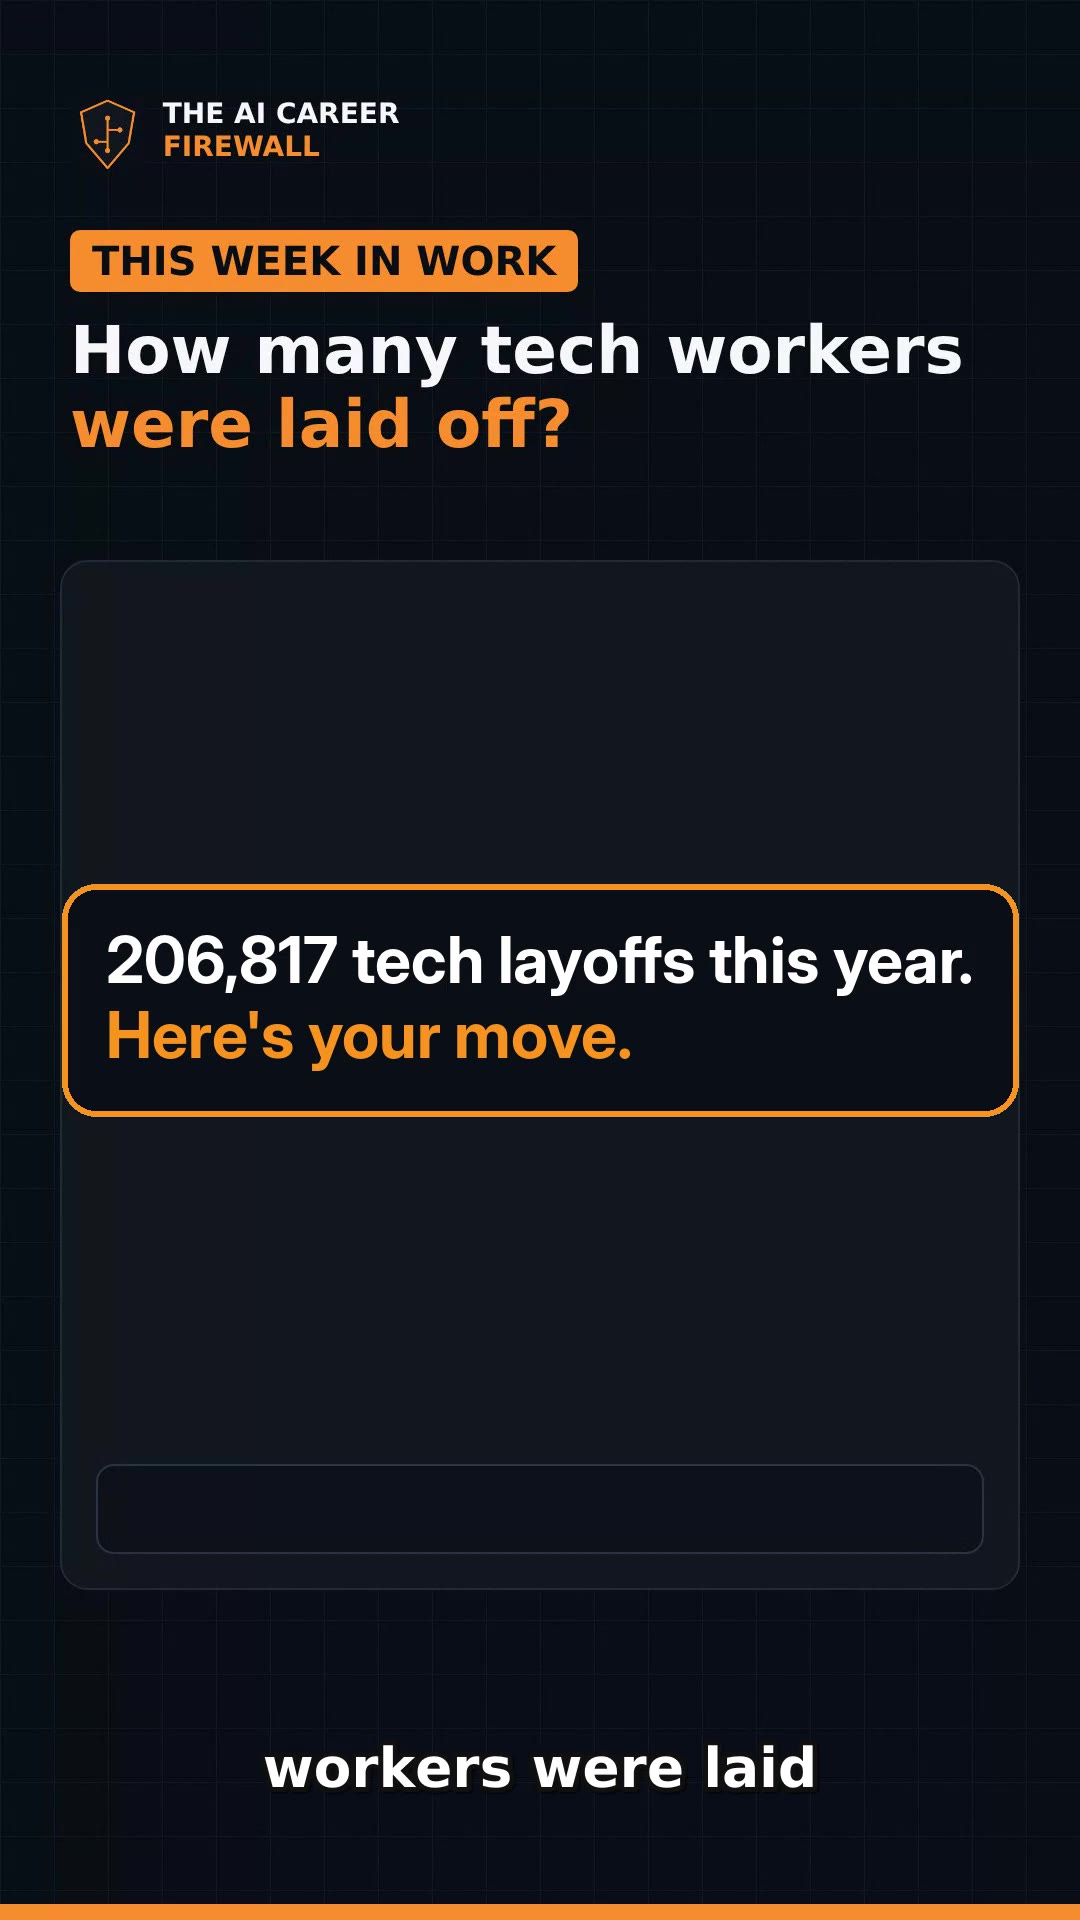 THE AI CAREER
FIREWALL
THIS WEEK IN WORK
How many tech workers
were laid off?
206,817 tech layoffs this year.
Here's your move.
workers were laid